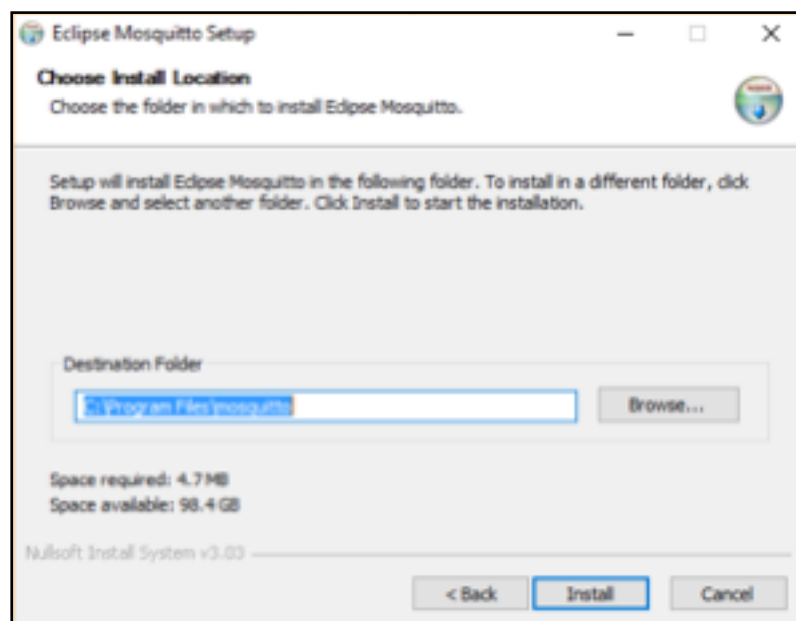 Eclipse Mosquitto Setup
Choose Install Location
Choose the folder in which to install Eclipse Mosquitto.
Setup will install Eclipse Mosquitto in the following folder. To install in a different folder, click
Browse and select another folder. Click Install to start the installation.
Destination Folder
C:\Program Files\mosquitto
Browse...
Space required: 4.7 MB
Space available: 98.4 GB
Nullsoft Install System v3.03
< Back
Install
Cancel